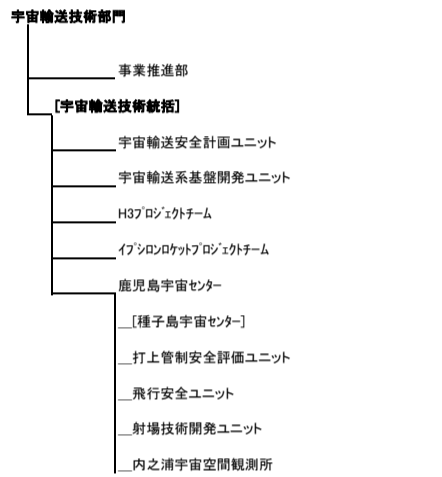 宇宙輸送技術部門
事業推進部
[宇宙輸送技術統括]
宇宙輸送安全計画ユニット
宇宙輸送系基盤開発ユニット
H3ﾌﾟﾛｼﾞｪｸﾄチーム
ｲﾌﾟｼﾛﾝﾛｹｯﾄﾌﾟﾛｼﾞｪｸﾄチーム
鹿児島宇宙ｾﾝﾀｰ
__[種子島宇宙ｾﾝﾀｰ]
__打上管制安全評価ユニット
__飛行安全ユニット
__射場技術開発ユニット
__内之浦宇宙空間観測所